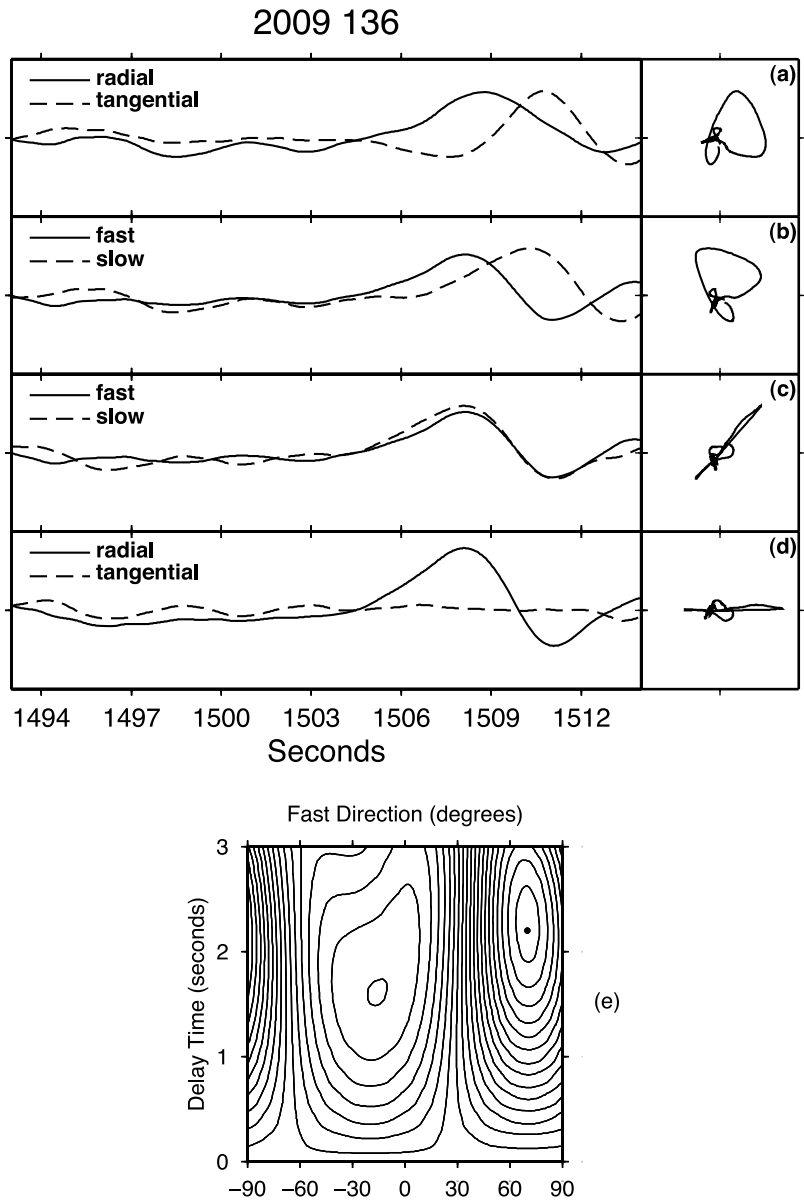 2009 136
radial
tangential
(a)
fast
slow
(b)
fast
slow
(c)
radial
tangential
(d)
1494 1497 1500 1503 1506 1509 1512
Seconds
Fast Direction (degrees)
3
2
1
0
Delay Time (seconds)
(e)
−90 −60 −30 0 30 60 90